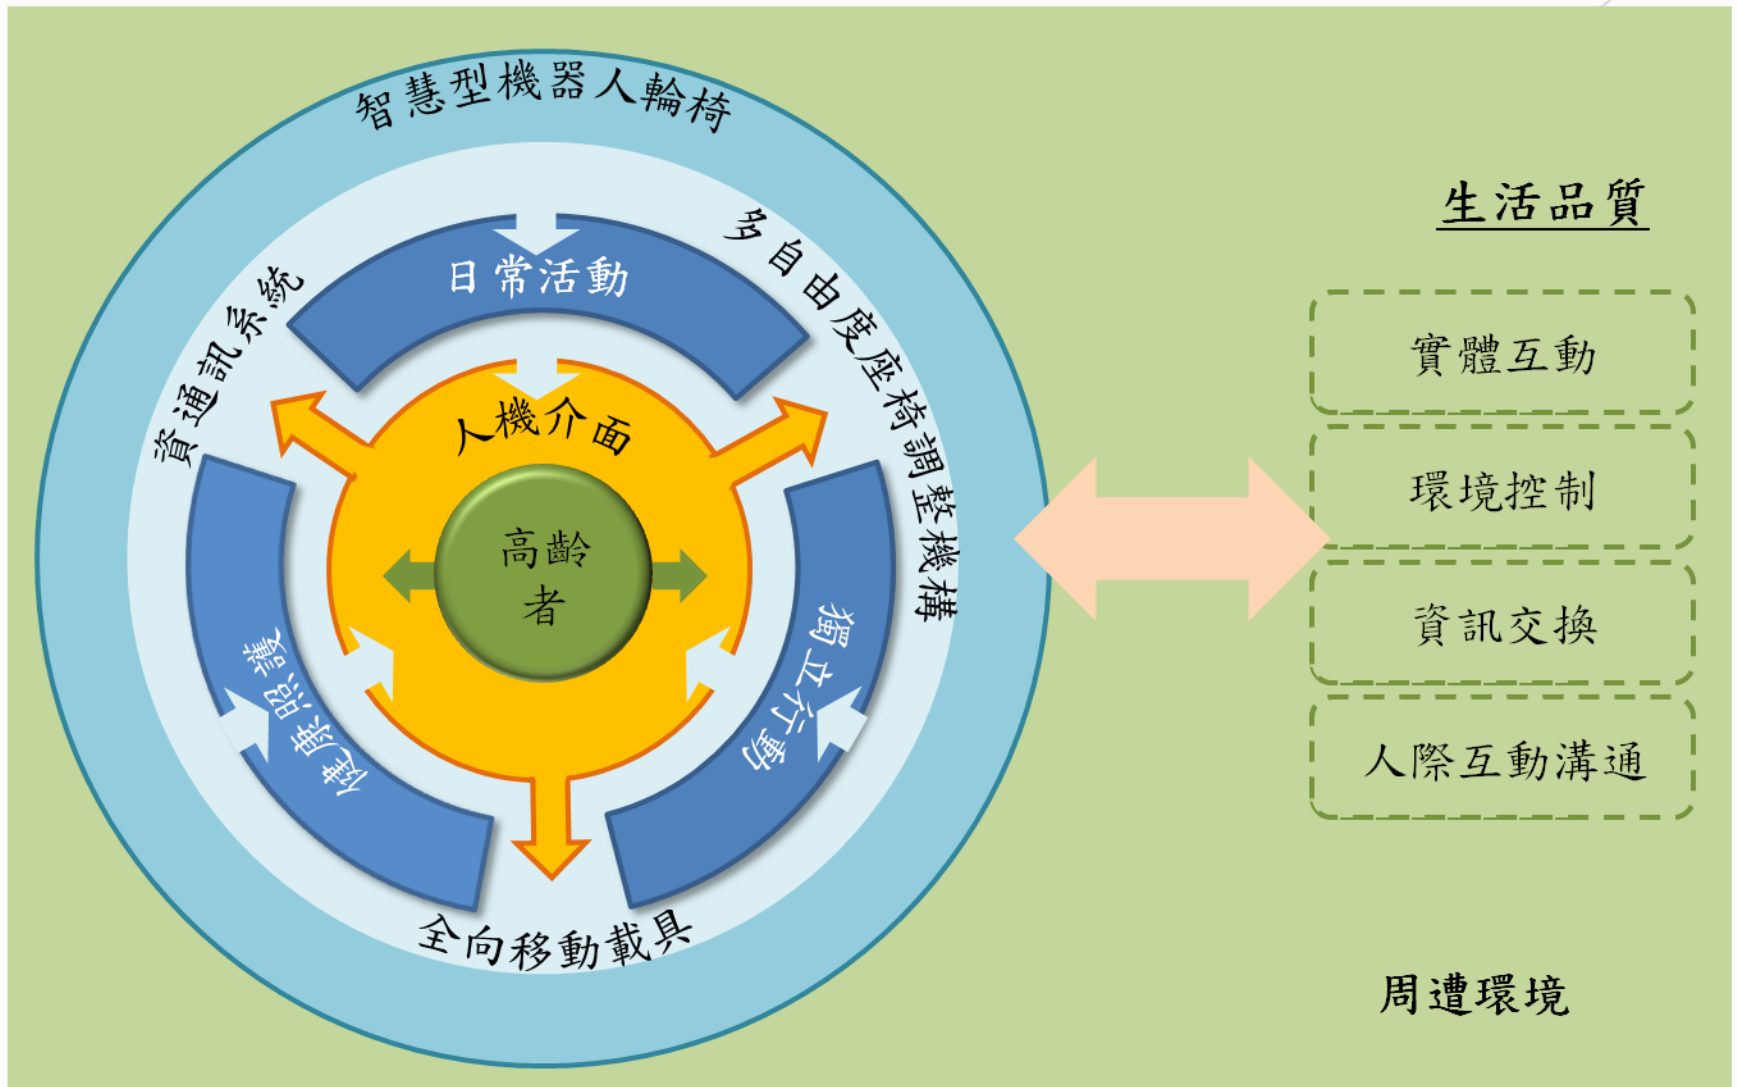 智慧型機器人輪椅
資通訊系統
多自由度座椅調整機構
日常活動
人機介面
高齡
者
健康照護
獨立行動
全向移動載具
生活品質
實體互動
環境控制
資訊交換
人際互動溝通
周遭環境